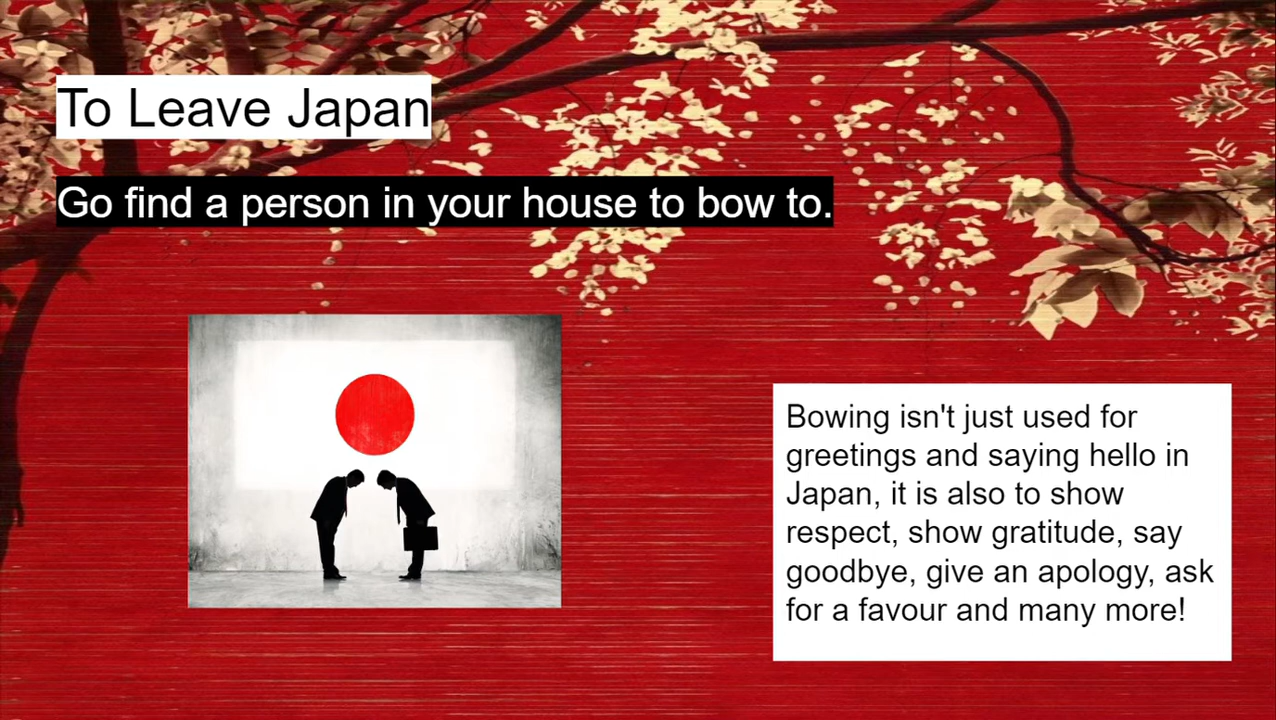 To Leave Japan
Go find a person in your house to bow to.
Bowing isn't just used for
greetings and saying hello in
Japan, it is also to show
respect, show gratitude, say
goodbye, give an apology, ask
for a favour and many more!